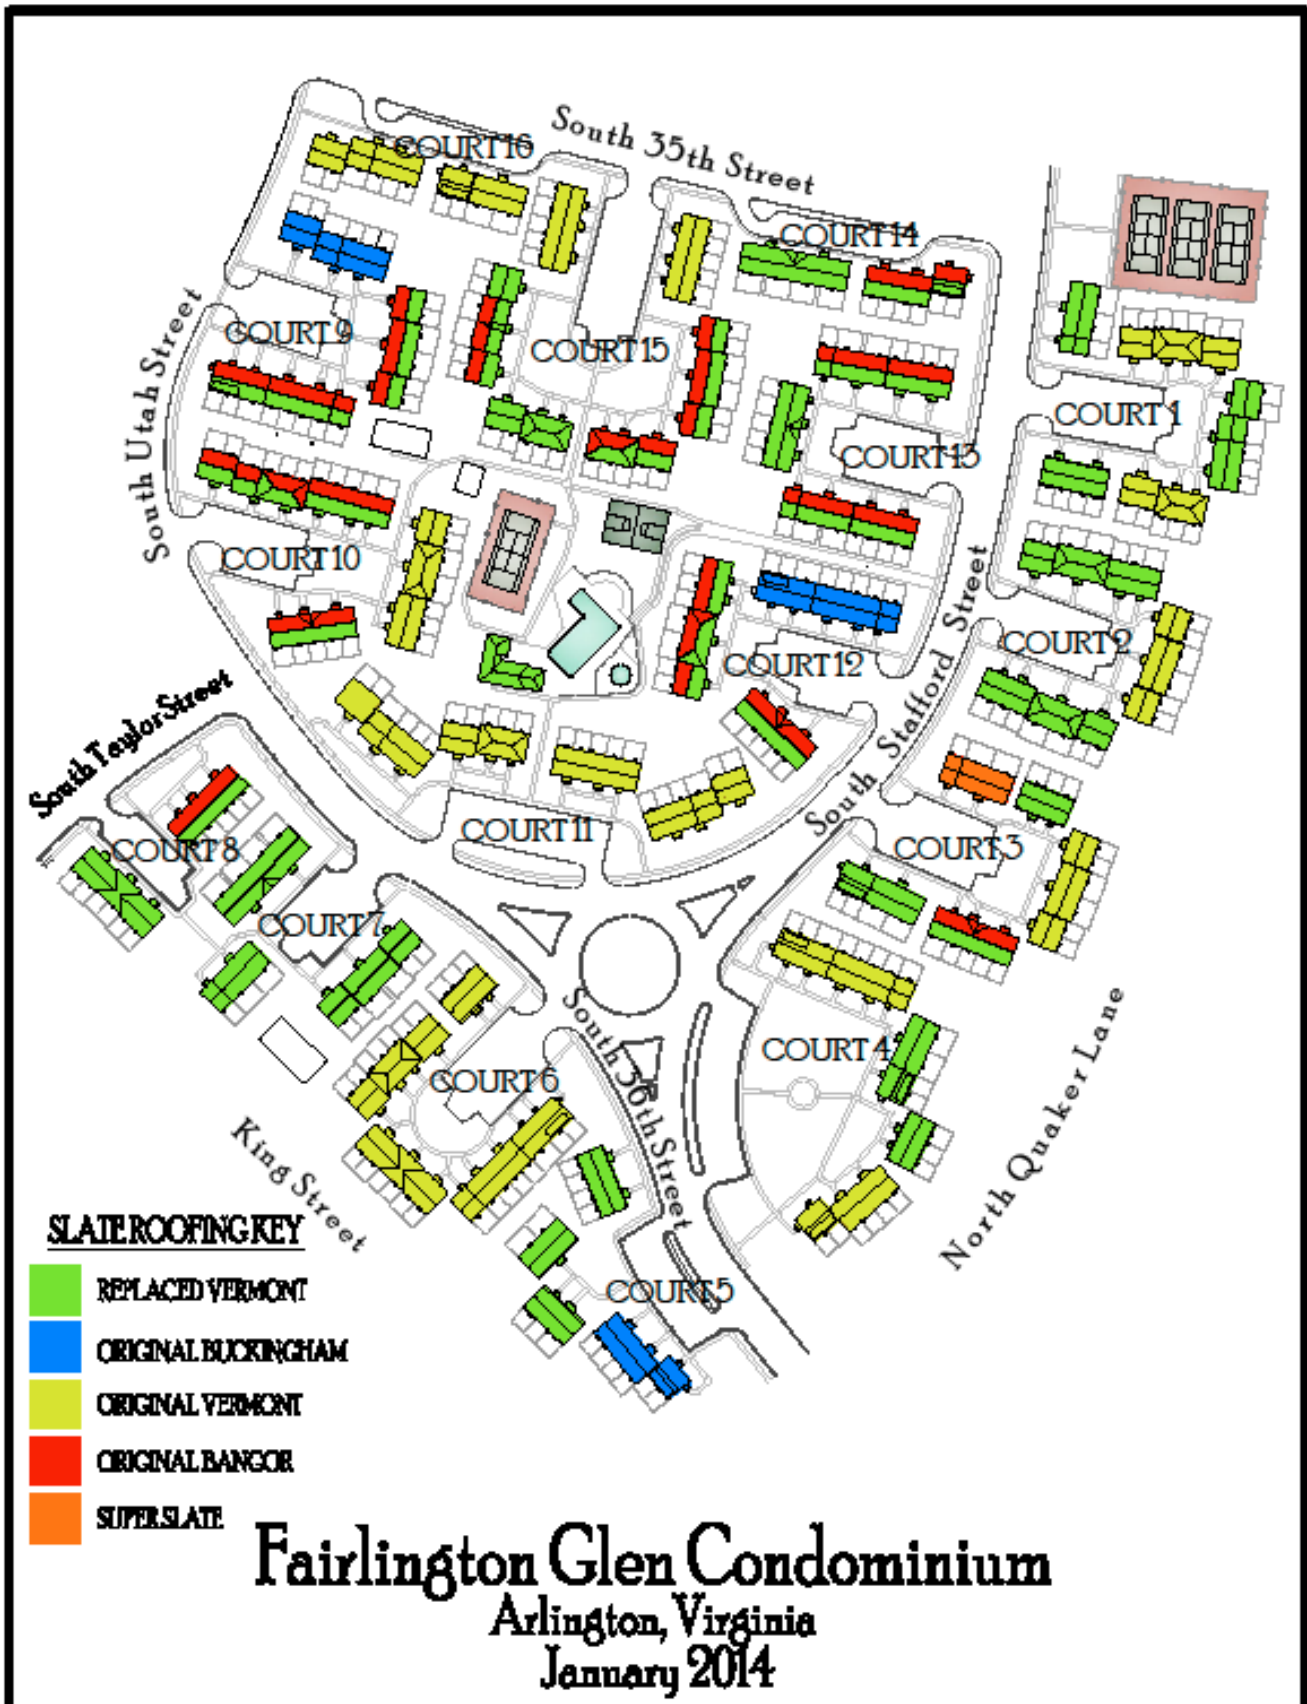 South 35th Street
COURT 16
COURT 14
COURT 9
COURT 15
South Utah Street
COURT 1
COURT 13
COURT 10
South Stafford Street
COURT 2
COURT 12
South Taylor Street
COURT 11
COURT 8
COURT 3
COURT 7
South 36th Street
COURT 4
COURT 6
North Quaker Lane
King Street
COURT 5
SLATE ROOFING KEY
REPLACED VERMONT
ORIGINAL BUCKINGHAM
ORIGINAL VERMONT
ORIGINAL BANGOR
SUPER SLATE
Fairlington Glen Condominium
Arlington, Virginia
January 2014